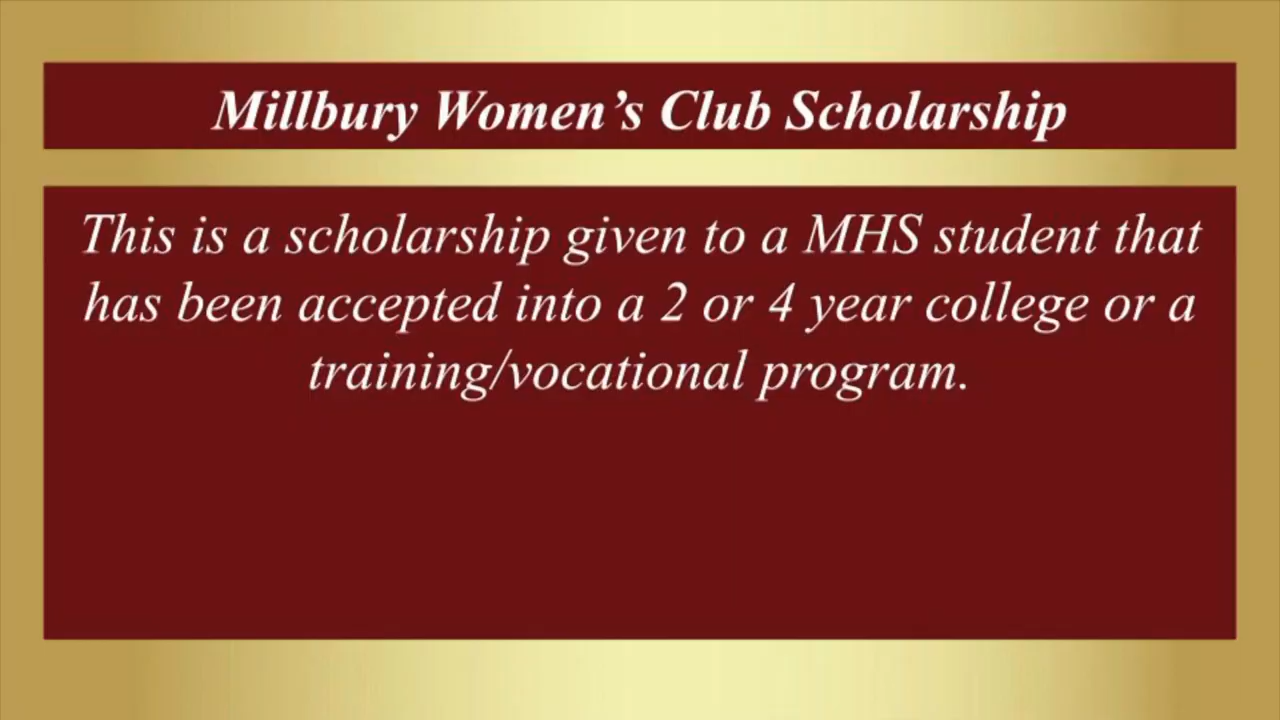 Millbury Women’s Club Scholarship
This is a scholarship given to a MHS student that
has been accepted into a 2 or 4 year college or a
training/vocational program.